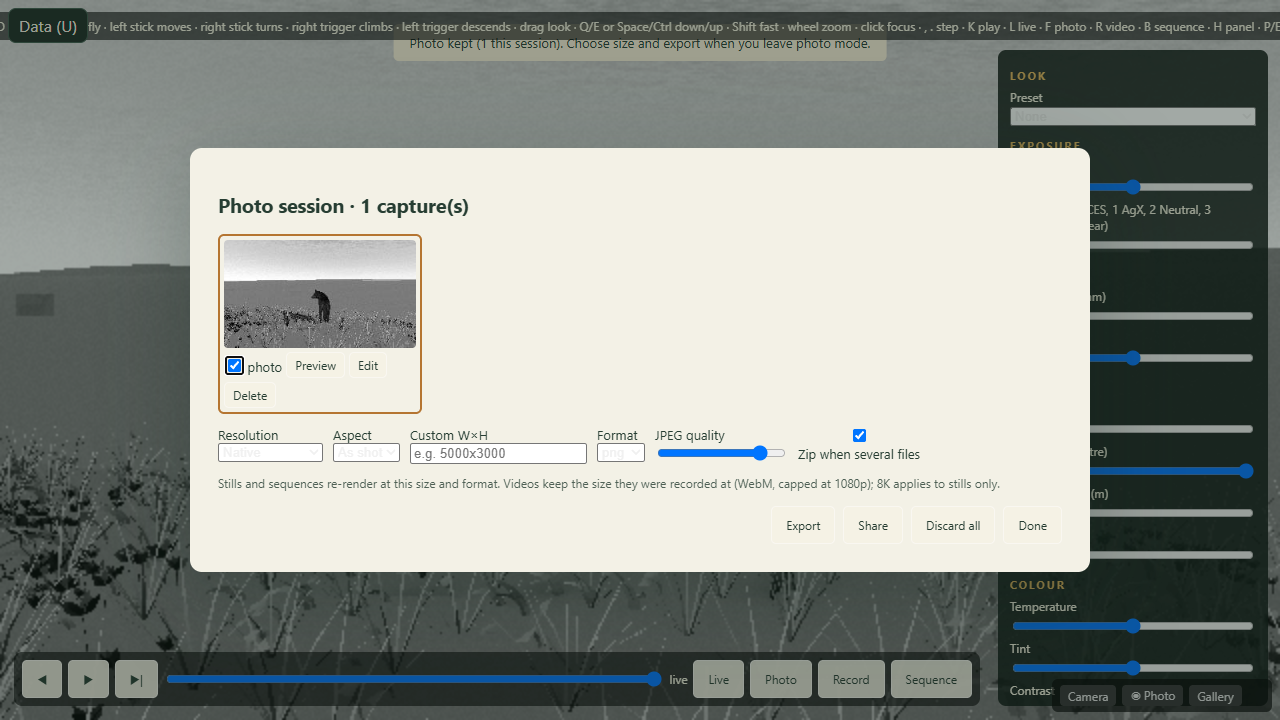 Data (U)
fly · left stick moves · right stick turns · right trigger climbs · left trigger descends · drag look · Q/E or Space/Ctrl down/up · Shift fast · wheel zoom · click focus · , . step · K play · L live · F photo · R video · B sequence · H panel · P/E
Photo kept (1 this session). Choose size and export when you leave photo mode.
LOOK
Preset
None
EXPOSURE
CES, 1 AgX, 2 Neutral, 3
Photo session · 1 capture(s)
photo
Preview
Edit
Delete
Resolution
Aspect
Custom W×H
Format
JPEG quality
Native
As shot
e.g. 5000x3000
png
Zip when several files
Stills and sequences re-render at this size and format. Videos keep the size they were recorded at (WebM, capped at 1080p); 8K applies to stills only.
Export
Share
Discard all
Done
(m)
COLOUR
Temperature
Tint
Contrast
live
Live
Photo
Record
Sequence
Camera
◉ Photo
Gallery